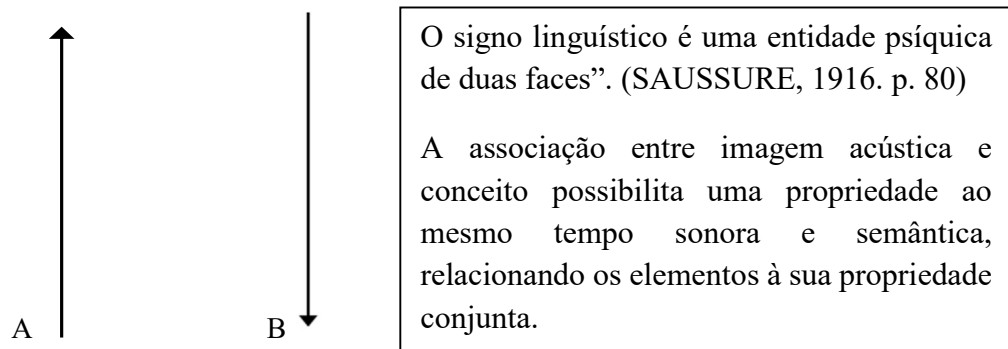 O signo linguístico é uma entidade psíquica
de duas faces”. (SAUSSURE, 1916. p. 80)
A associação entre imagem acústica e
conceito possibilita uma propriedade ao
mesmo tempo sonora e semântica,
relacionando os elementos à sua propriedade
conjunta.
A
B